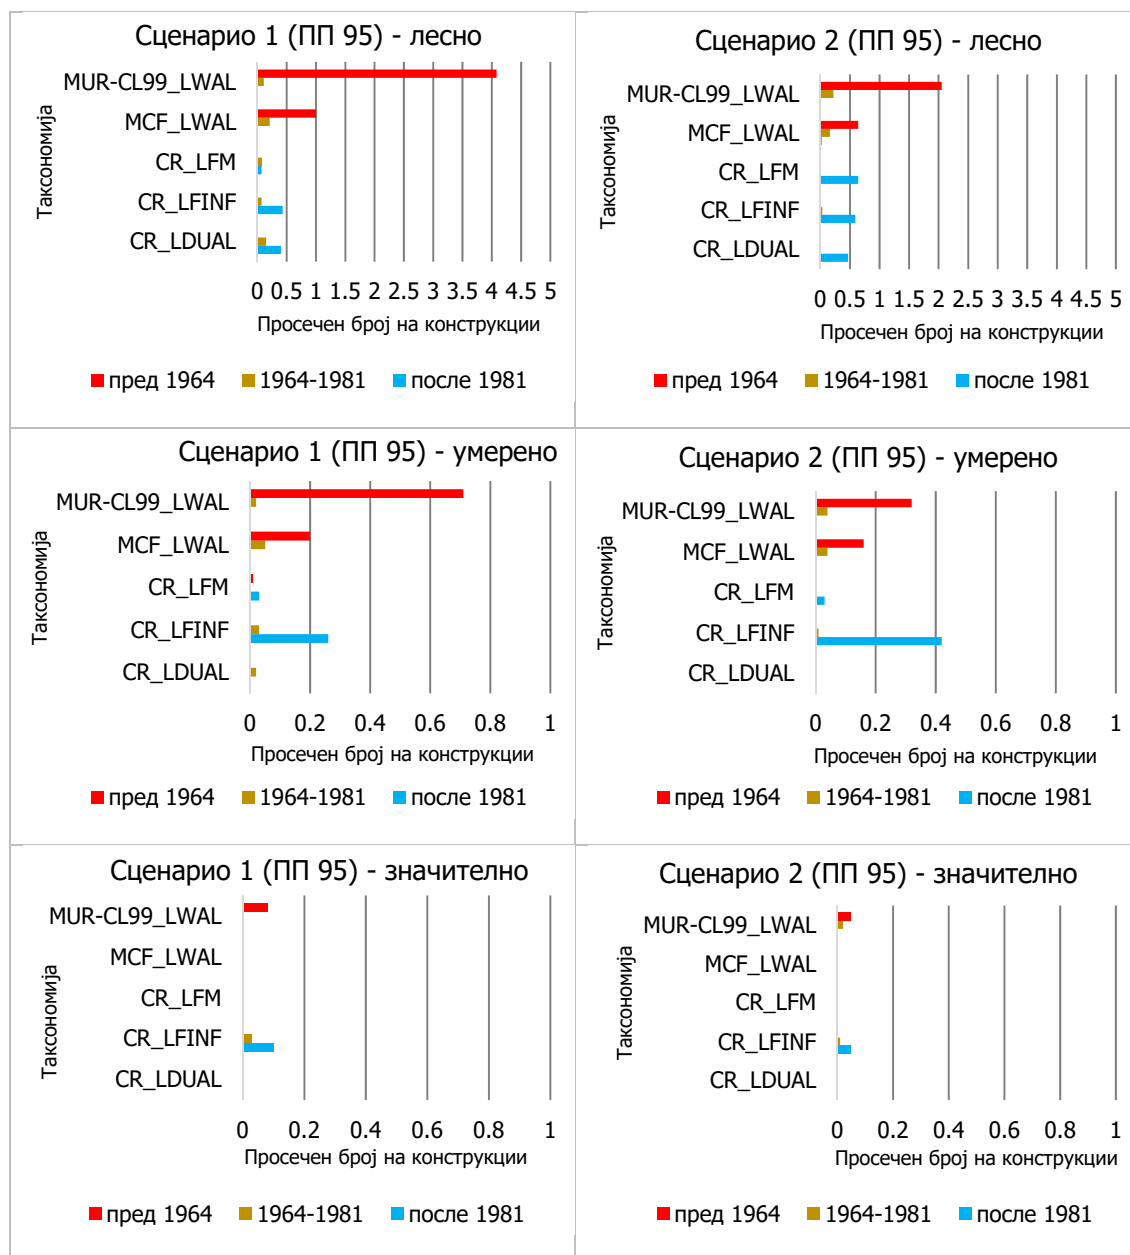 Сценарио 1 (ПП 95) - лесно
Таксономија
MUR-CL99_LWAL
MCF_LWAL
CR_LFM
CR_LFINF
CR_LDUAL
0 0.5 1 1.5 2 2.5 3 3.5 4 4.5 5
Просечен број на конструкции
пред 1964 1964-1981 после 1981
Сценарио 2 (ПП 95) - лесно
Таксономија
MUR-CL99_LWAL
MCF_LWAL
CR_LFM
CR_LFINF
CR_LDUAL
0 0.5 1 1.5 2 2.5 3 3.5 4 4.5 5
Просечен број на конструкции
пред 1964 1964-1981 после 1981
Сценарио 1 (ПП 95) - умерено
Таксономија
MUR-CL99_LWAL
MCF_LWAL
CR_LFM
CR_LFINF
CR_LDUAL
0 0.2 0.4 0.6 0.8 1
Просечен број на конструкции
пред 1964 1964-1981 после 1981
Сценарио 2 (ПП 95) - умерено
Таксономија
MUR-CL99_LWAL
MCF_LWAL
CR_LFM
CR_LFINF
CR_LDUAL
0 0.2 0.4 0.6 0.8 1
Просечен број на конструкции
пред 1964 1964-1981 после 1981
Сценарио 1 (ПП 95) - значително
Таксономија
MUR-CL99_LWAL
MCF_LWAL
CR_LFM
CR_LFINF
CR_LDUAL
0 0.2 0.4 0.6 0.8 1
Просечен број на конструкции
пред 1964 1964-1981 после 1981
Сценарио 2 (ПП 95) - значително
Таксономија
MUR-CL99_LWAL
MCF_LWAL
CR_LFM
CR_LFINF
CR_LDUAL
0 0.2 0.4 0.6 0.8 1
Просечен број на конструкции
пред 1964 1964-1981 после 1981